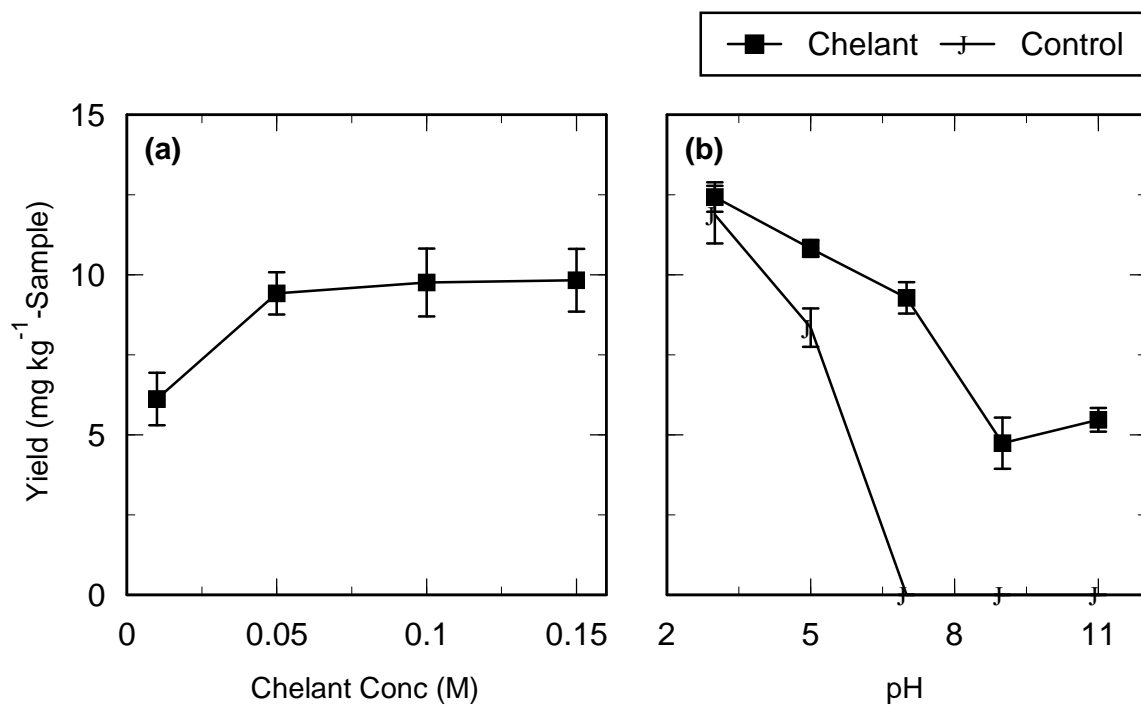 J Chelant J Control
(a)
(b)
15
10
5
0
Yield (mg kg⁻¹-Sample)
0 0.05 0.1 0.15
2 5 8 11
Chelant Conc (M)
pH
J
J
J
J
J